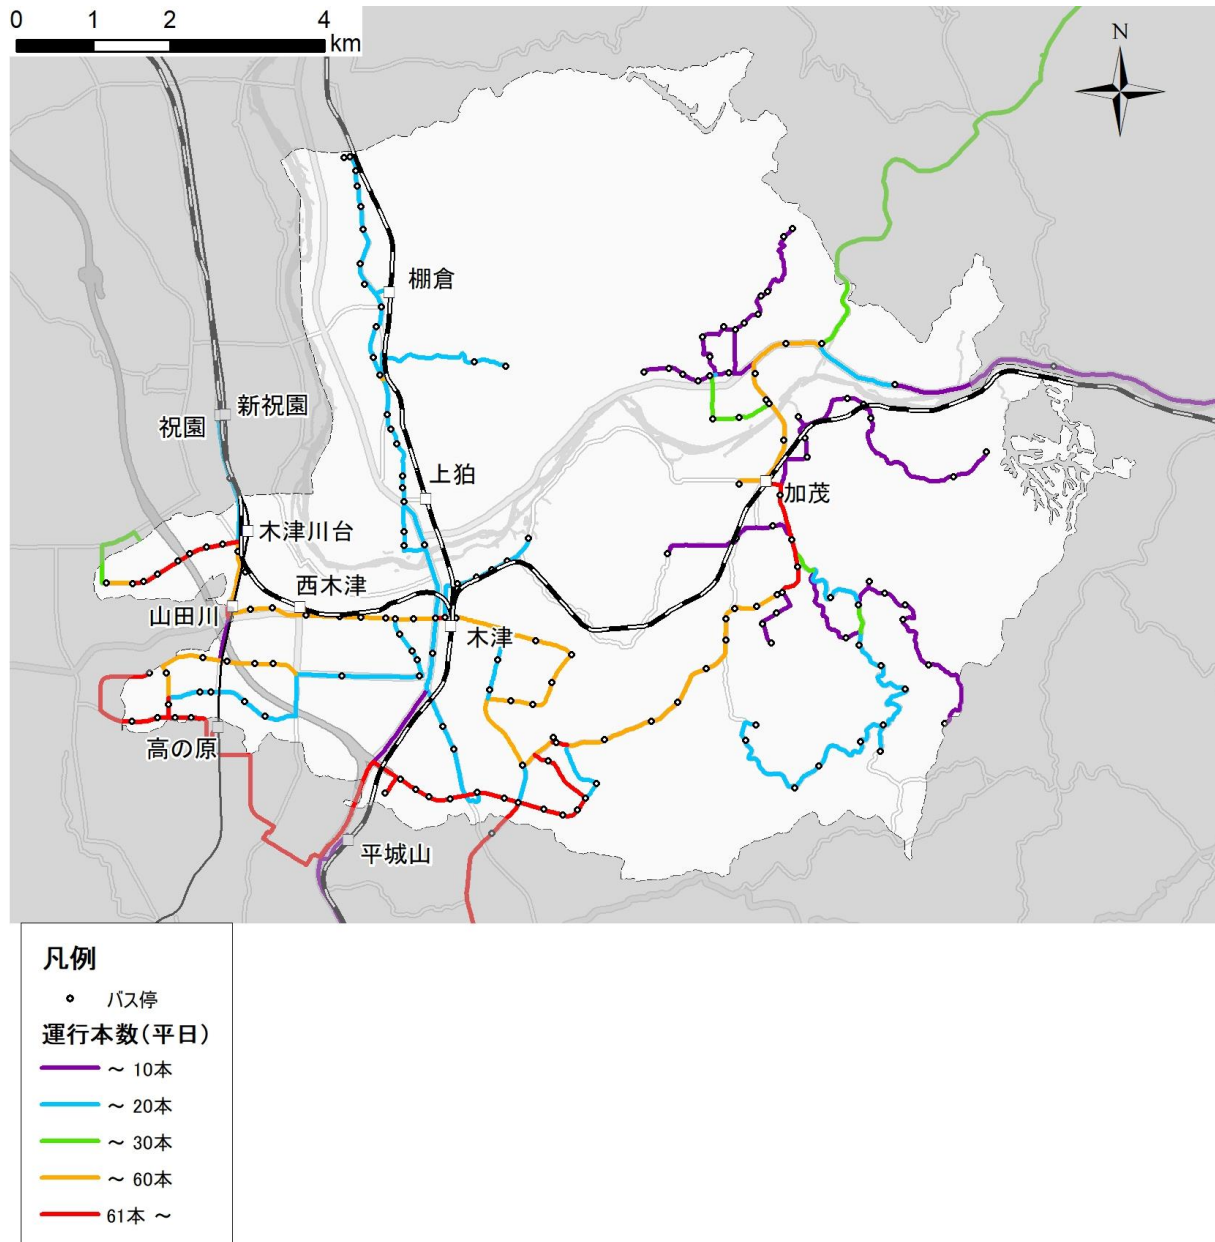 0 1 2 4
km
N
棚倉
新祝園
祝園
上狛
加茂
木津川台
西木津
山田川
木津
高の原
平城山
凡例
バス停
運行本数(平日)
～ 10本
～ 20本
～ 30本
～ 60本
61本 ～